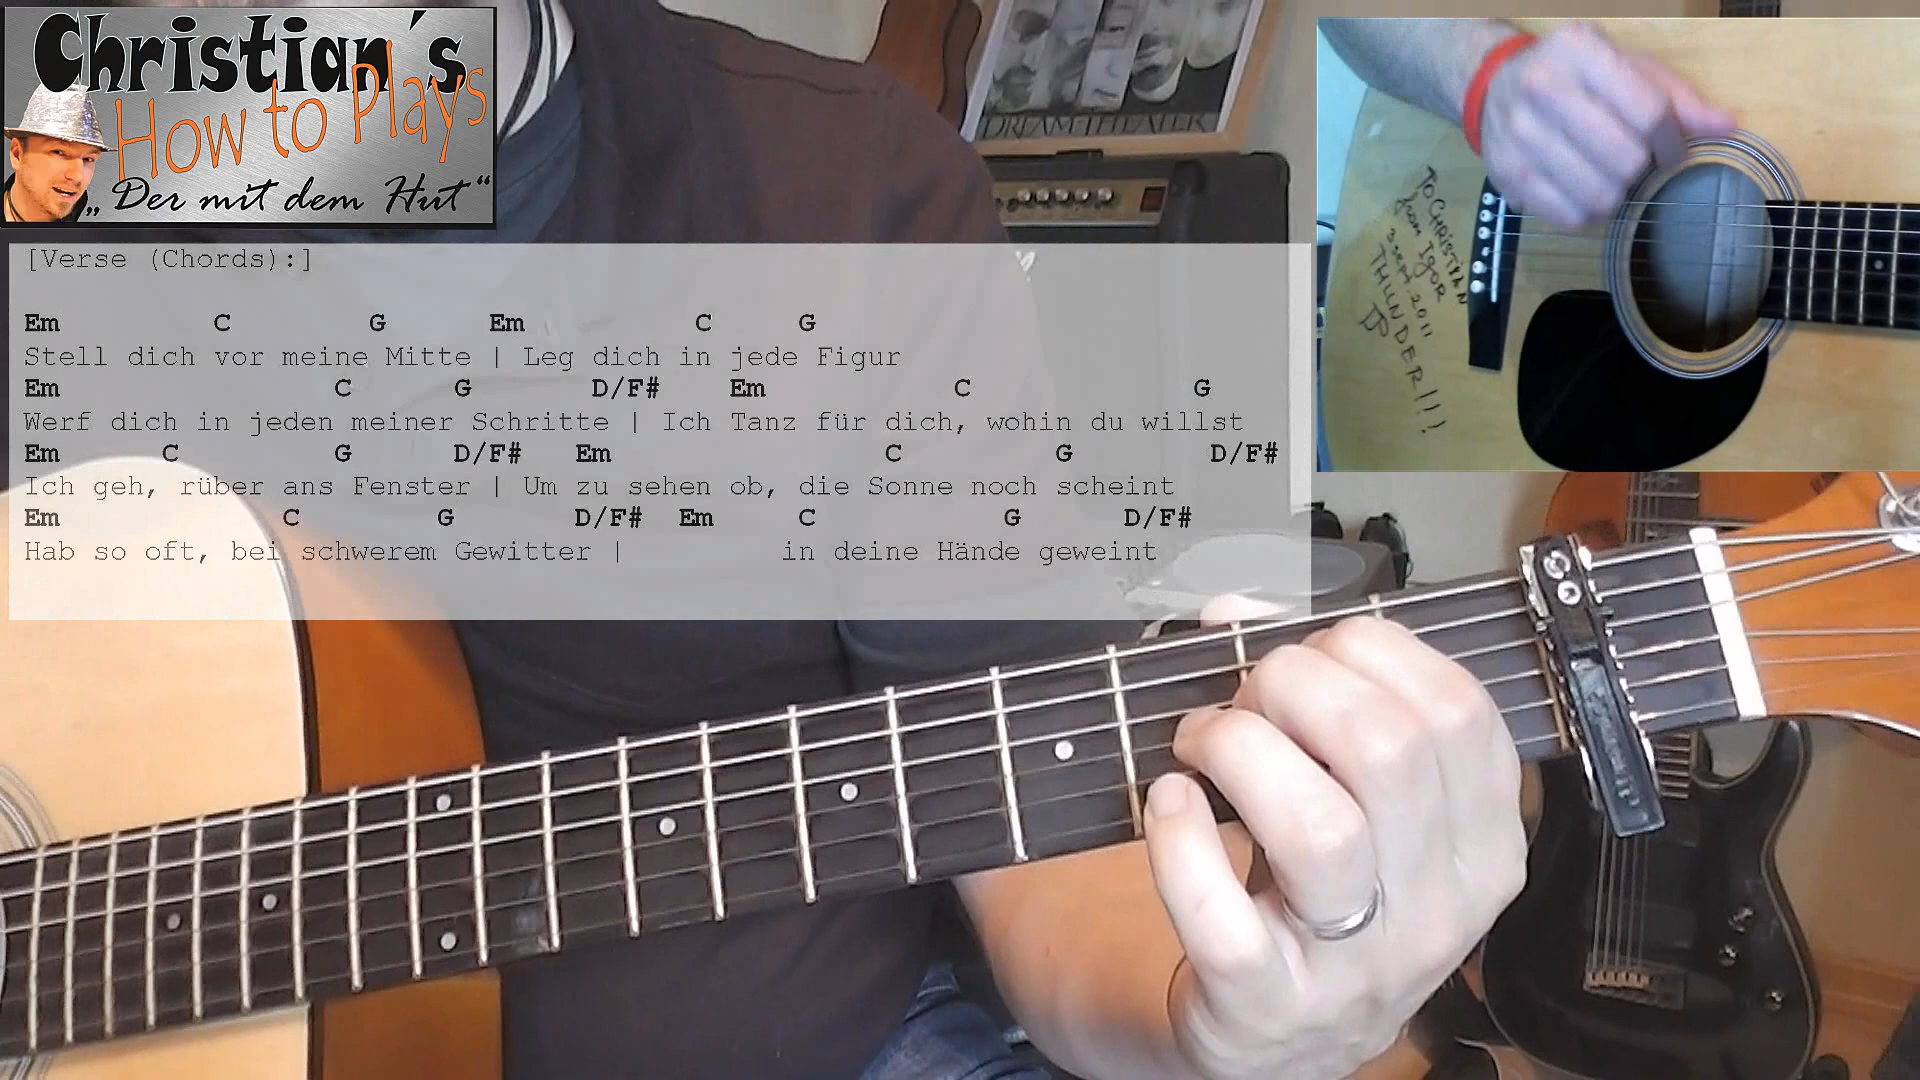 Christian´s
How to Plays
„Der mit dem Hut“
DREAM THEATER
TO CHRISTIAN
from IGOR
3 sept. 2011
THUNDER!!!
[Verse (Chords):]
Em C G Em C G
Stell dich vor meine Mitte | Leg dich in jede Figur
Em C G D/F# Em C G
Werf dich in jeden meiner Schritte | Ich Tanz für dich, wohin du willst
Em C G D/F# Em C G D/F#
Ich geh, rüber ans Fenster | Um zu sehen ob, die Sonne noch scheint
Em C G D/F# Em C G D/F#
Hab so oft, bei schwerem Gewitter | in deine Hände geweint